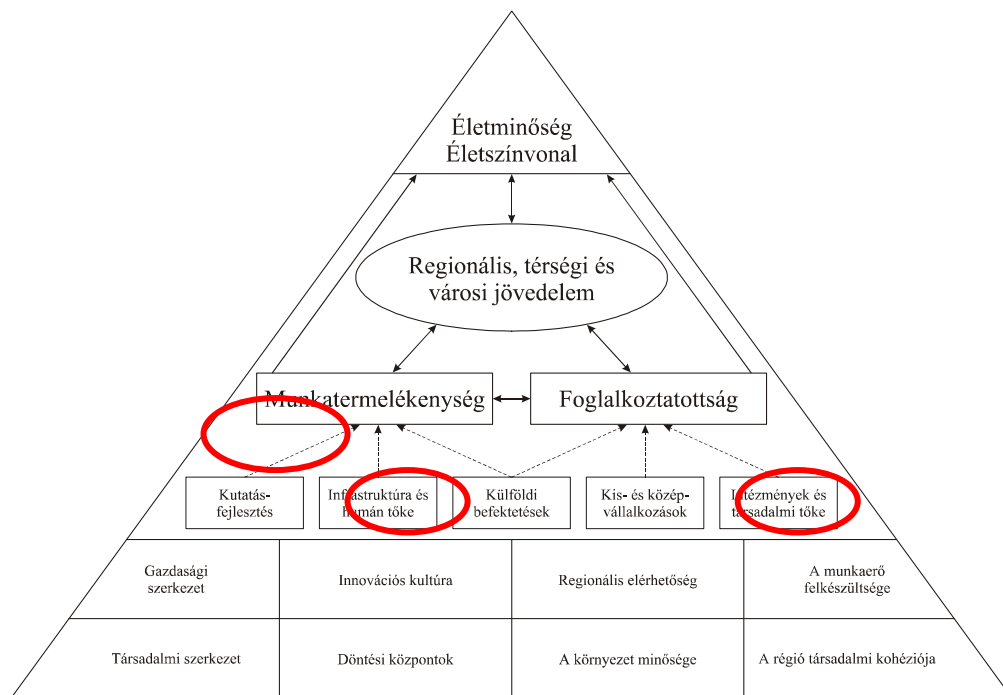 Életminőség
Életszínvonal
Regionális, térségi és
városi jövedelem
Munkatermelékenység
Foglalkoztatottság
Kutatás-
fejlesztés
Infrastruktúra és
humán tőke
Külföldi
befektetések
Kis- és közép-
vállalkozások
Intézmények és
társadalmi tőke
Gazdasági
szerkezet
Innovációs kultúra
Regionális elérhetőség
A munkaerő
felkészültsége
Társadalmi szerkezet
Döntési központok
A környezet minősége
A régió társadalmi kohéziója